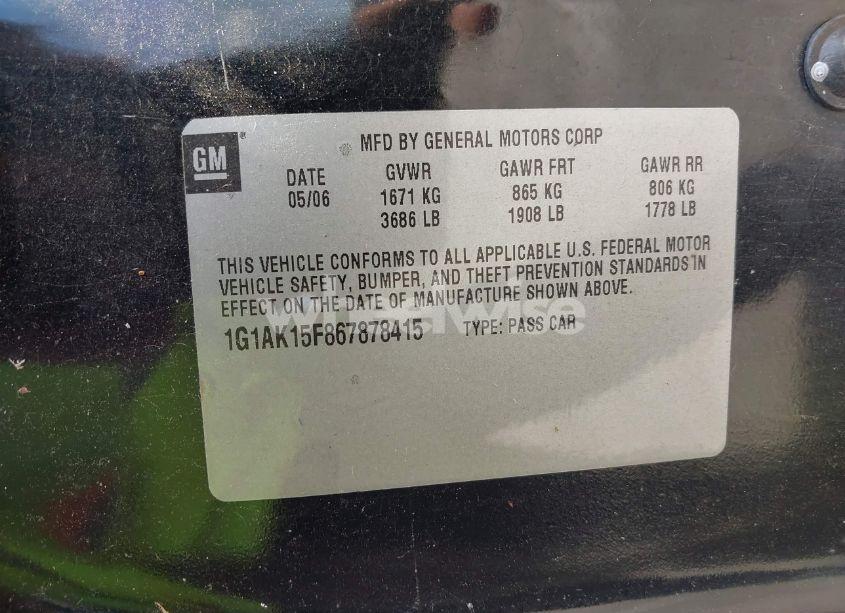 MFD BY GENERAL MOTORS CORP
GM
DATE GVWR GAWR FRT GAWR RR
05/06 1671 KG 865 KG 806 KG
3686 LB 1908 LB 1778 LB
THIS VEHICLE CONFORMS TO ALL APPLICABLE U.S. FEDERAL MOTOR
VEHICLE SAFETY, BUMPER, AND THEFT PREVENTION STANDARDS IN
EFFECT ON THE DATE OF MANUFACTURE SHOWN ABOVE.
1G1AK15F867878415 TYPE: PASS CAR
wheelwise